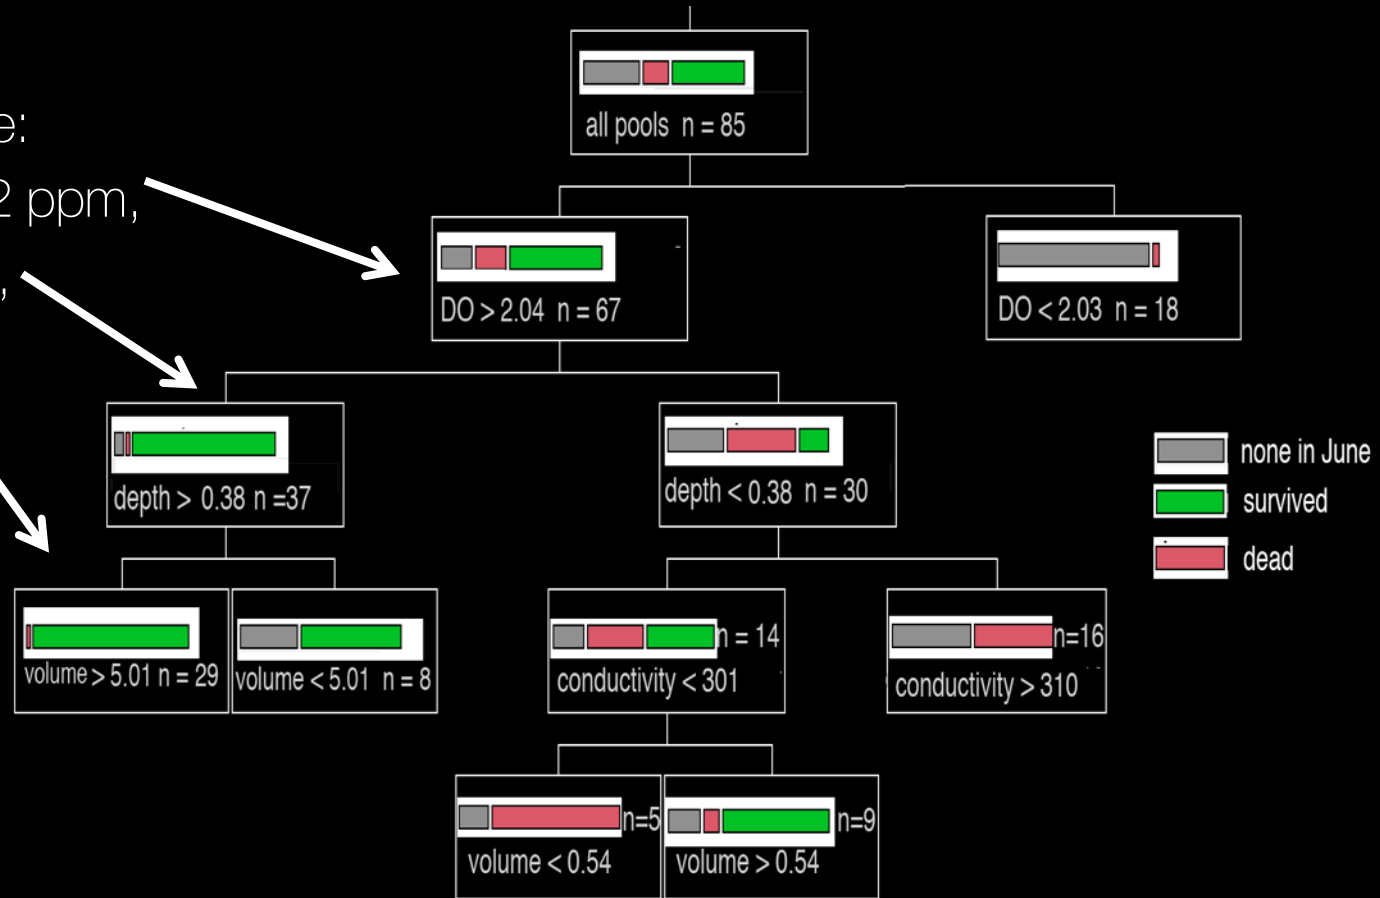 all pools n = 85
e:
2 ppm,
,
DO > 2.04 n = 67
DO < 2.03 n = 18
depth > 0.38 n =37
depth < 0.38 n = 30
none in June
survived
dead
volume > 5.01 n = 29
volume < 5.01 n = 8
n = 14
conductivity < 301
n=16
conductivity > 310
n=5
volume < 0.54
n=9
volume > 0.54